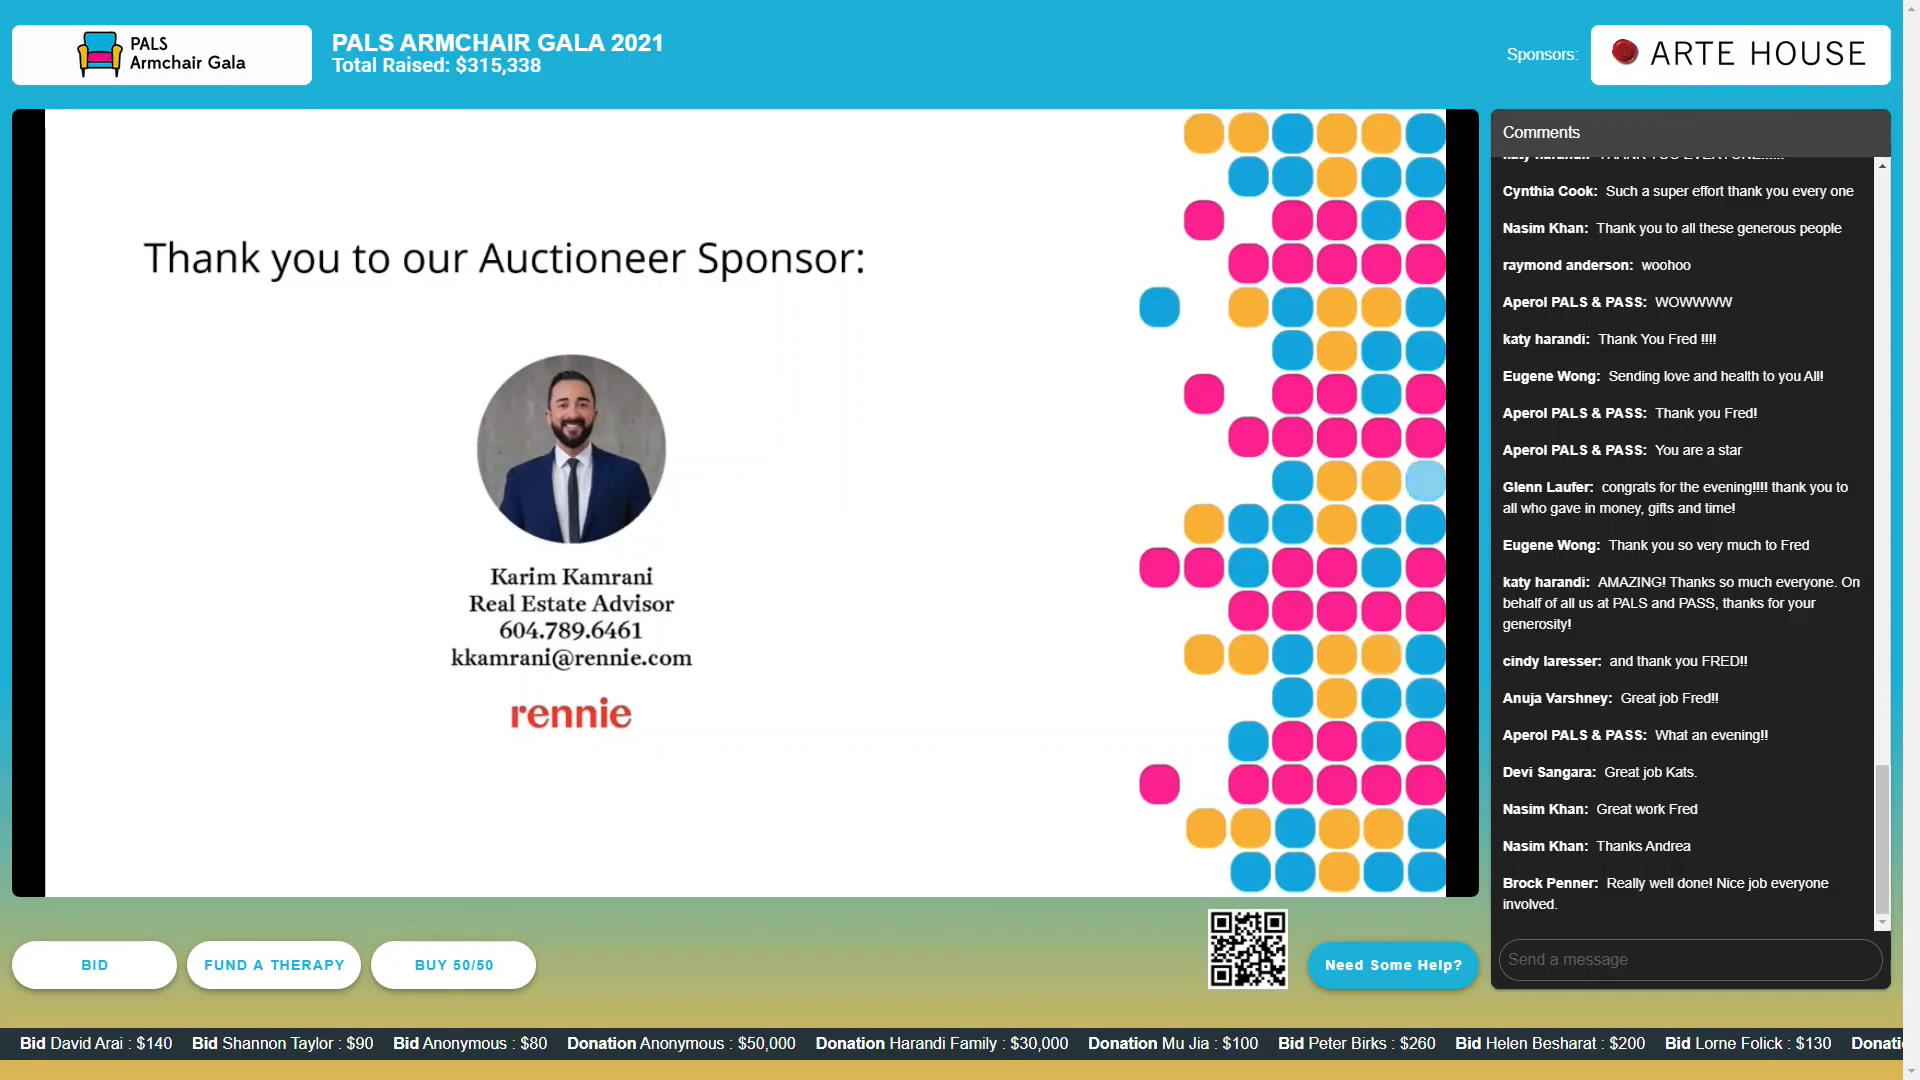 PALS
Armchair Gala
PALS ARMCHAIR GALA 2021
Total Raised: $315,338
Sponsors:
ARTE HOUSE
Thank you to our Auctioneer Sponsor:
Karim Kamrani
Real Estate Advisor
604.789.6461
kkamrani@rennie.com
rennie
Comments
katy harandi: THANK YOU EVERYONE!!!!!!
Cynthia Cook: Such a super effort thank you every one
Nasim Khan: Thank you to all these generous people
raymond anderson: woohoo
Aperol PALS & PASS: WOWWWW
katy harandi: Thank You Fred !!!!
Eugene Wong: Sending love and health to you All!
Aperol PALS & PASS: Thank you Fred!
Aperol PALS & PASS: You are a star
Glenn Laufer: congrats for the evening!!!! thank you to
all who gave in money, gifts and time!
Eugene Wong: Thank you so very much to Fred
katy harandi: AMAZING! Thanks so much everyone. On
behalf of all us at PALS and PASS, thanks for your
generosity!
cindy laresser: and thank you FRED!!
Anuja Varshney: Great job Fred!!
Aperol PALS & PASS: What an evening!!
Devi Sangara: Great job Kats.
Nasim Khan: Great work Fred
Nasim Khan: Thanks Andrea
Brock Penner: Really well done! Nice job everyone
involved.
Send a message
BID
FUND A THERAPY
BUY 50/50
Need Some Help?
Bid David Arai : $140 Bid Shannon Taylor : $90 Bid Anonymous : $80 Donation Anonymous : $50,000 Donation Harandi Family : $30,000 Donation Mu Jia : $100 Bid Peter Birks : $260 Bid Helen Besharat : $200 Bid Lorne Folick : $130 Donati